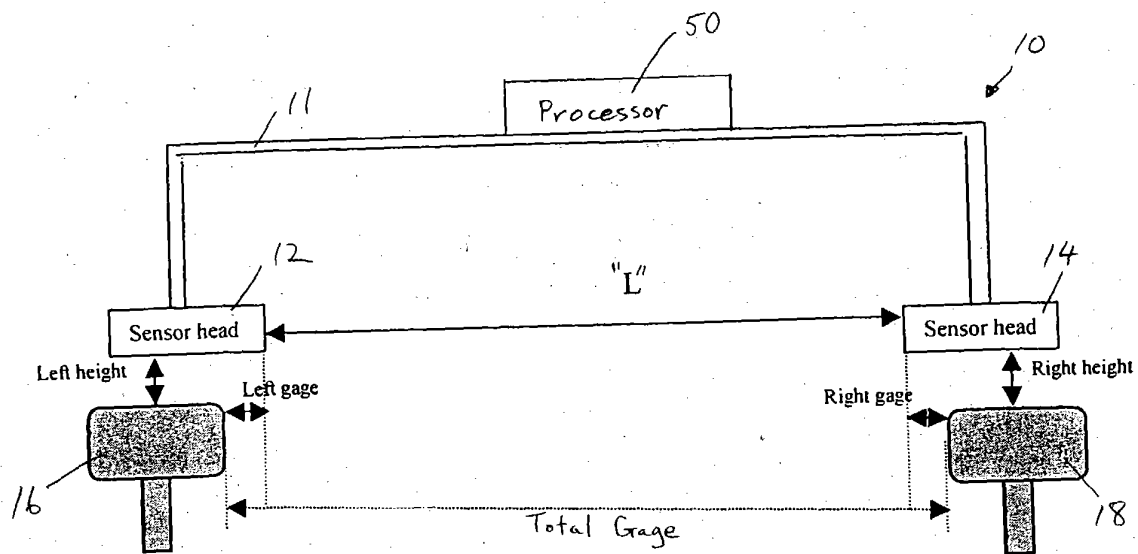 50
10
Processor
11
12
"L"
14
Sensor head
Sensor head
Left height
Right height
Left gage
Right gage
16
18
Total Gage